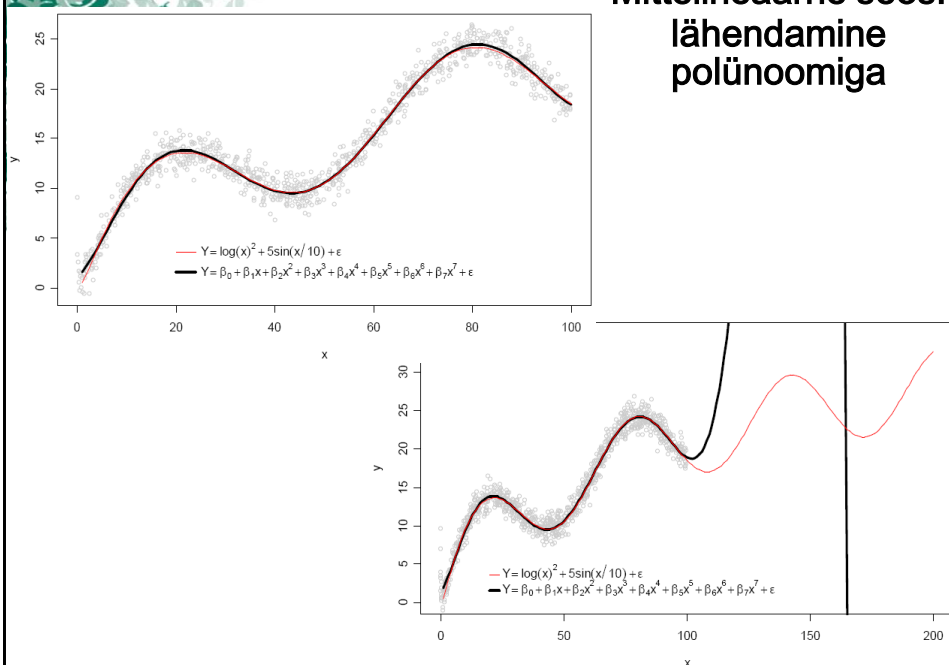 lähendamine
polünoomiga
25
20
15
10
5
0
y
Y = log(x)² + 5sin(x/10) + ε
Y = β₀ + β₁x + β₂x² + β₃x³ + β₄x⁴ + β₅x⁵ + β₆x⁶ + β₇x⁷ + ε
0 20 40 60 80 100
x
30
25
20
15
10
5
0
y
Y = log(x)² + 5sin(x/10) + ε
Y = β₀ + β₁x + β₂x² + β₃x³ + β₄x⁴ + β₅x⁵ + β₆x⁶ + β₇x⁷ + ε
0 50 100 150 200
x